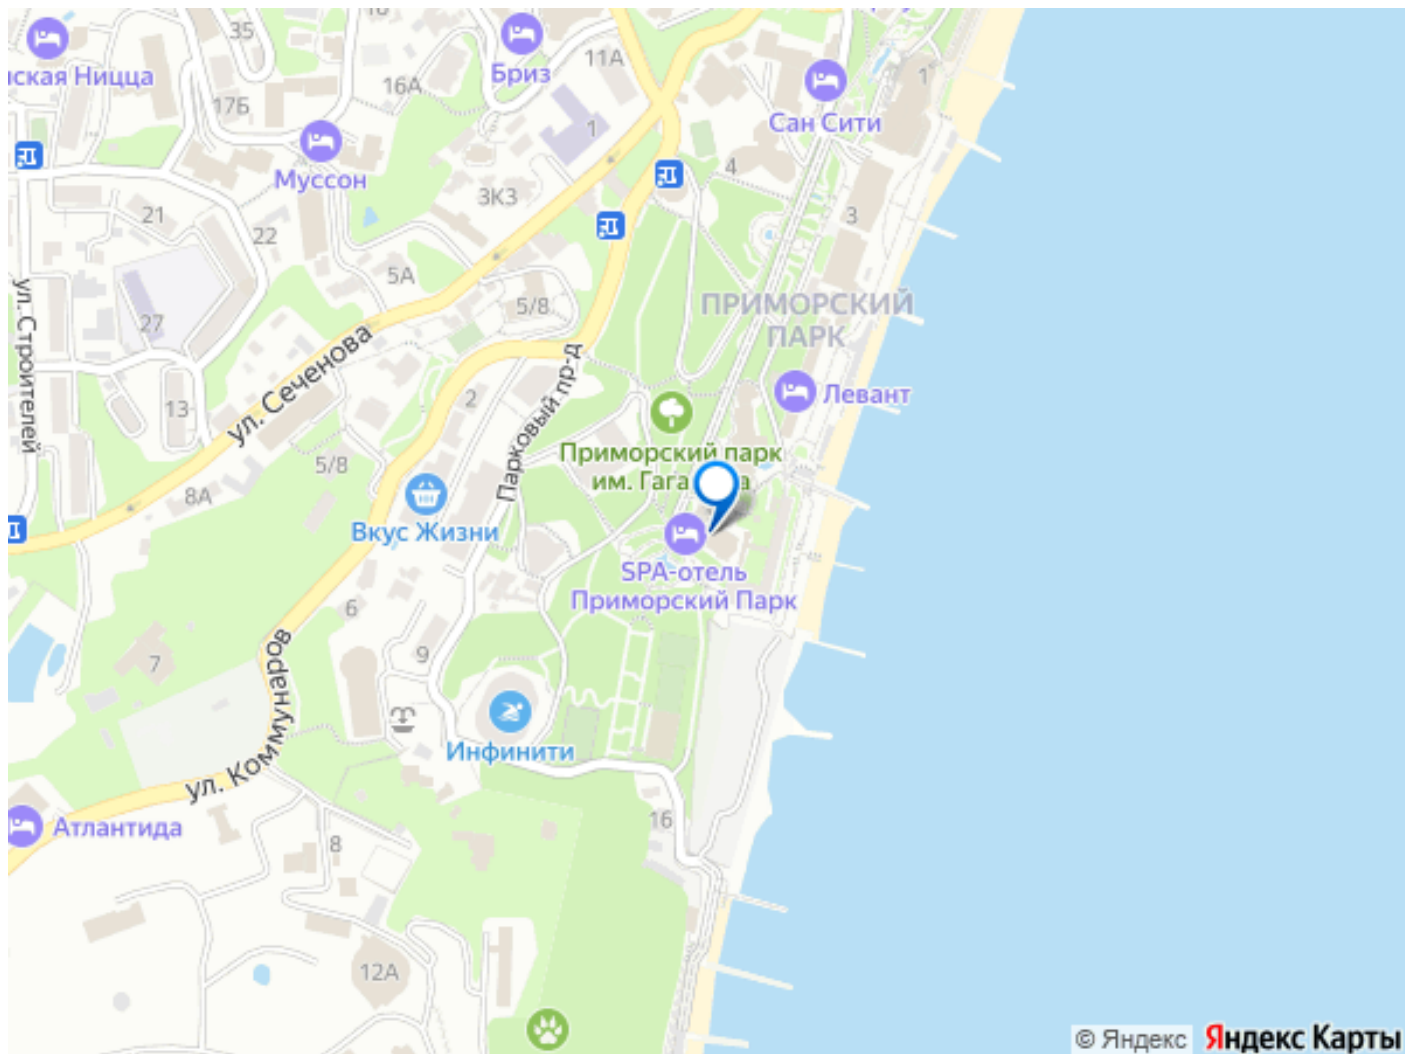 35
нская Ницца
Бриз
11А
16А
17Б
1
1
Сан Сити
Муссон
4
3К3
21
22
3
5А
5/8
ПРИМОРСКИЙ
ПАРК
27
ул. Строителей
ул. Сеченова
Парковый пр-д
2
Левант
13
Приморский парк
им. Гага
а
5/8
8А
Вкус Жизни
SPA-отель
Приморский Парк
6
7
9
ул. Коммунаров
Инфинити
16
Атлантида
8
12А
© Яндекс Яндекс Карты